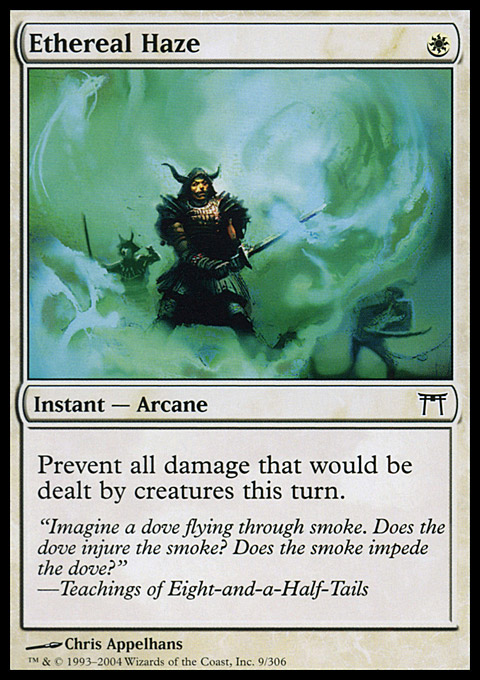 Ethereal Haze
Instant — Arcane
Prevent all damage that would be
dealt by creatures this turn.
“Imagine a dove flying through smoke. Does the
dove injure the smoke? Does the smoke impede
the dove?”
—Teachings of Eight-and-a-Half-Tails
Chris Appelhans
™ & © 1993–2004 Wizards of the Coast, Inc. 9/306